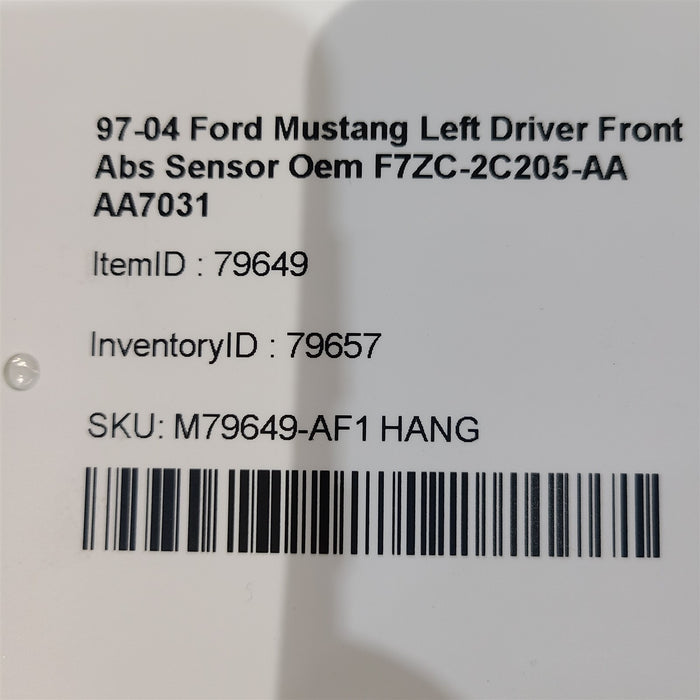 97-04 Ford Mustang Left Driver Front
Abs Sensor Oem F7ZC-2C205-AA
AA7031
ItemID : 79649
InventoryID : 79657
SKU: M79649-AF1 HANG